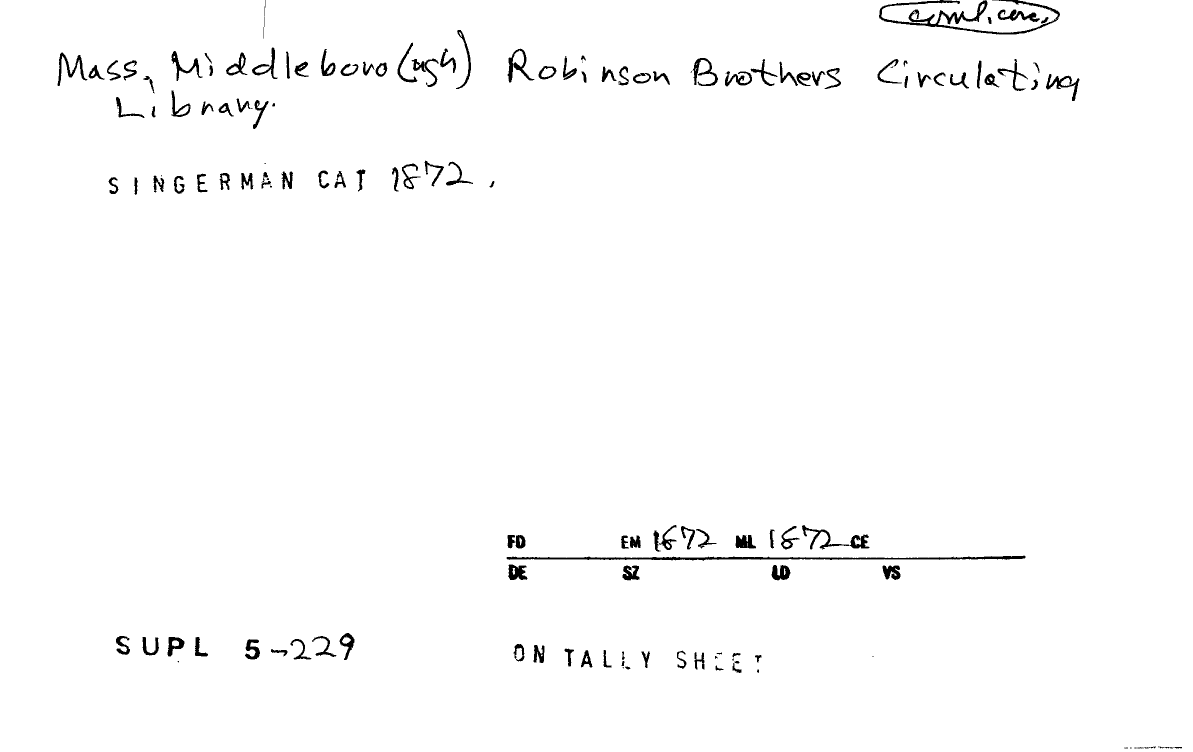 coml. circ.
Mass, Middleboro(ugh) Robinson Brothers Circulating
Library.
SINGERMAN CAT 1872,
FD EM 1872 ML 1872 CE
DE SZ LD VS
SUPL 5-229 ON TALLY SHEET